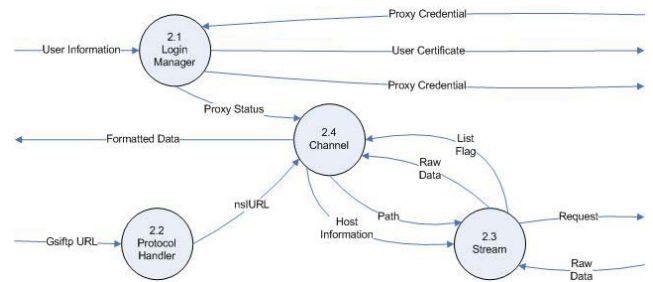 Proxy Credential
User Information
2.1
Login
Manager
User Certificate
Proxy Credential
Proxy Status
Formatted Data
2.4
Channel
List
Flag
Raw
Data
nsIURL
Host
Information
Path
Gsiftp URL
2.2
Protocol
Handler
2.3
Stream
Request
Raw
Data